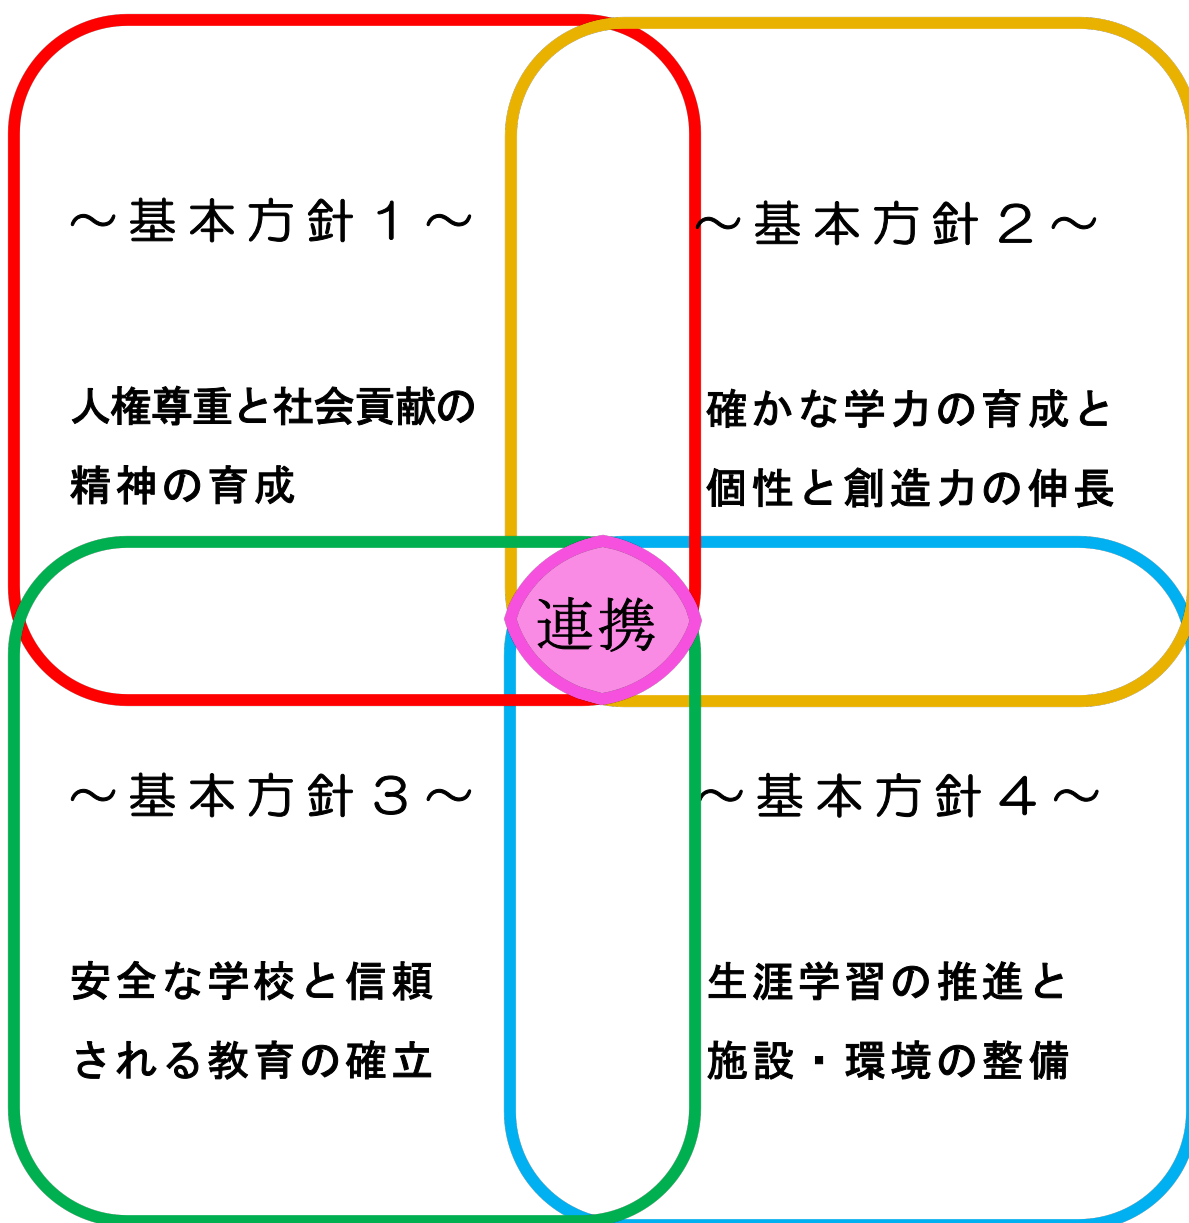 ～基本方針１～
人権尊重と社会貢献の
精神の育成
～基本方針２～
確かな学力の育成と
個性と創造力の伸長
連携
～基本方針３～
安全な学校と信頼
される教育の確立
～基本方針４～
生涯学習の推進と
施設・環境の整備